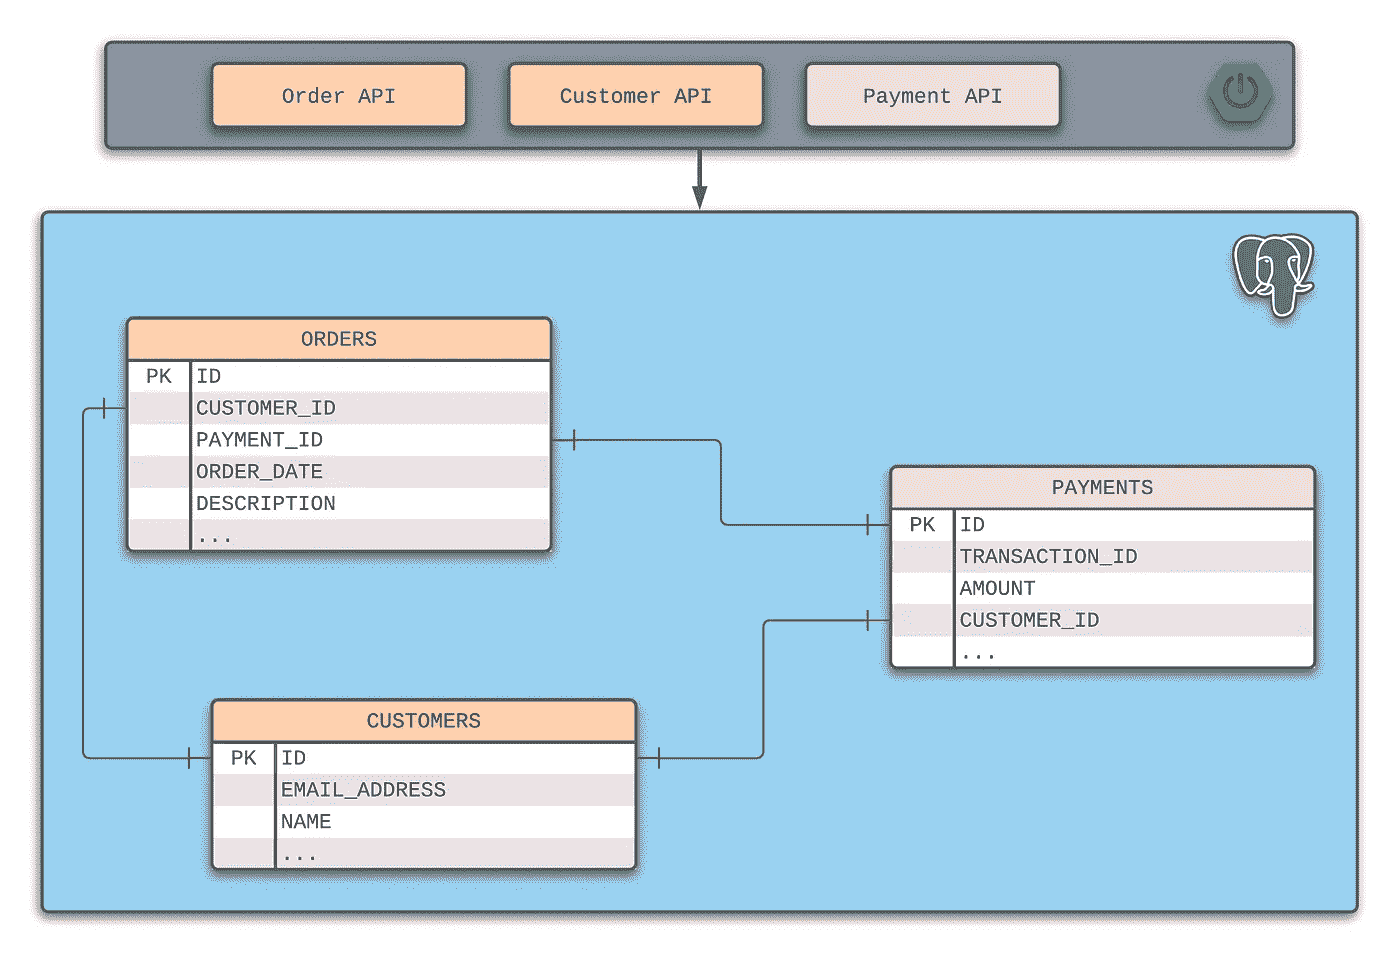 Order API
Customer API
Payment API
ORDERS
PK ID
CUSTOMER_ID
PAYMENT_ID
ORDER_DATE
DESCRIPTION
...
PAYMENTS
PK ID
TRANSACTION_ID
AMOUNT
CUSTOMER_ID
...
CUSTOMERS
PK ID
EMAIL_ADDRESS
NAME
...